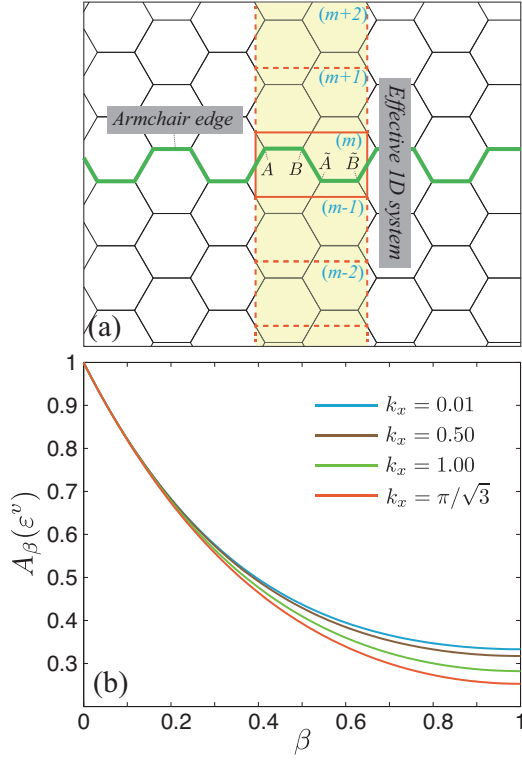 (m+2)
(m+1)
Armchair edge
(m)
A
B
Ã
B̃
Effective 1D system
(m-1)
(m-2)
(a)
1
0.9
0.8
0.7
0.6
0.5
0.4
0.3
A_β(ε^v)
k_x = 0.01
k_x = 0.50
k_x = 1.00
k_x = π/√3
(b)
0
0.2
0.4
0.6
0.8
1
β